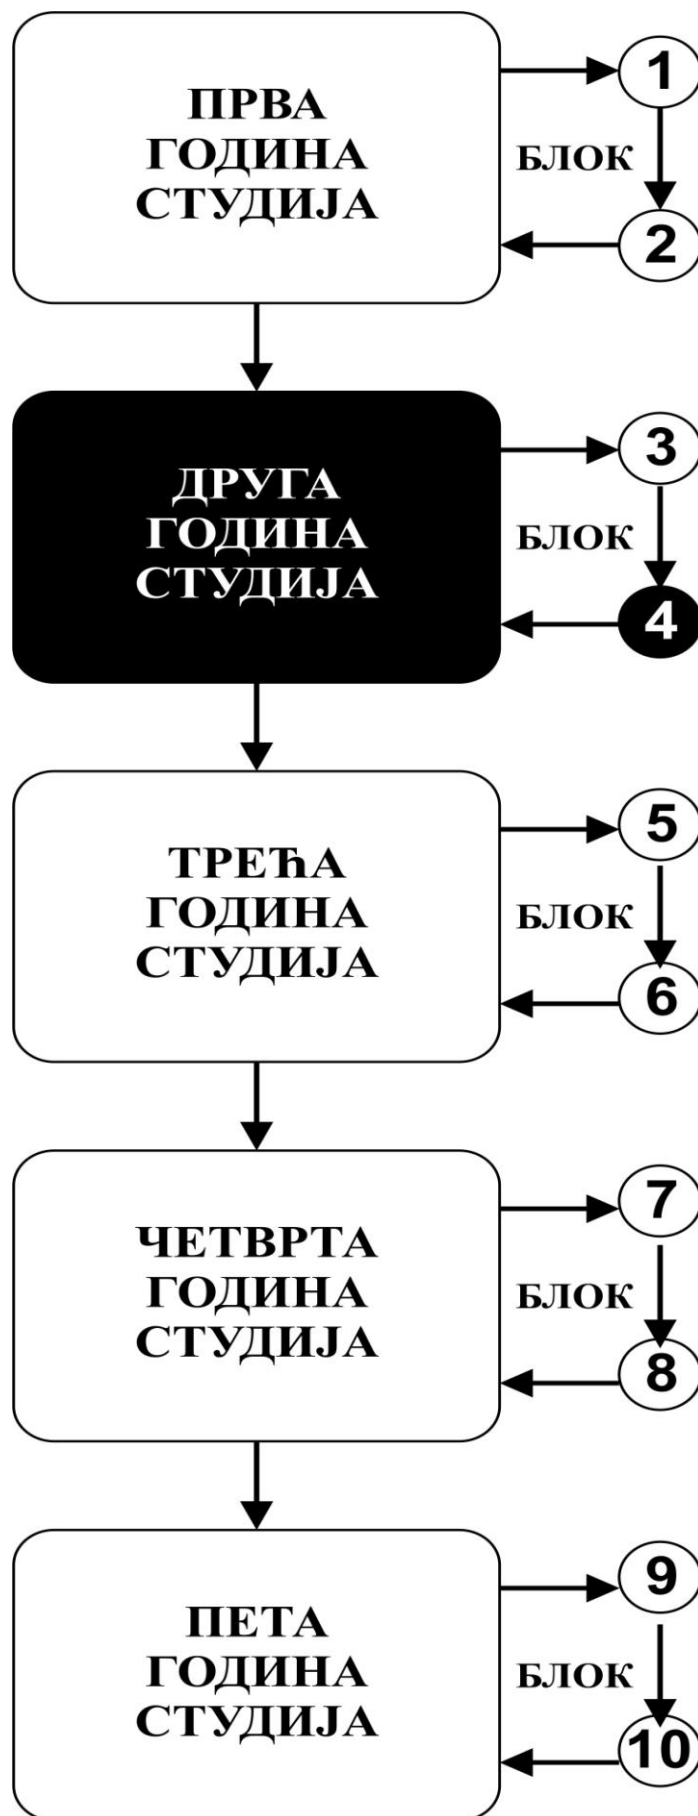 ПРВА
ГОДИНА
СТУДИЈА
1
БЛОК
2
ДРУГА
ГОДИНА
СТУДИЈА
3
БЛОК
4
ТРЕЋА
ГОДИНА
СТУДИЈА
5
БЛОК
6
ЧЕТВРТА
ГОДИНА
СТУДИЈА
7
БЛОК
8
ПЕТА
ГОДИНА
СТУДИЈА
9
БЛОК
10